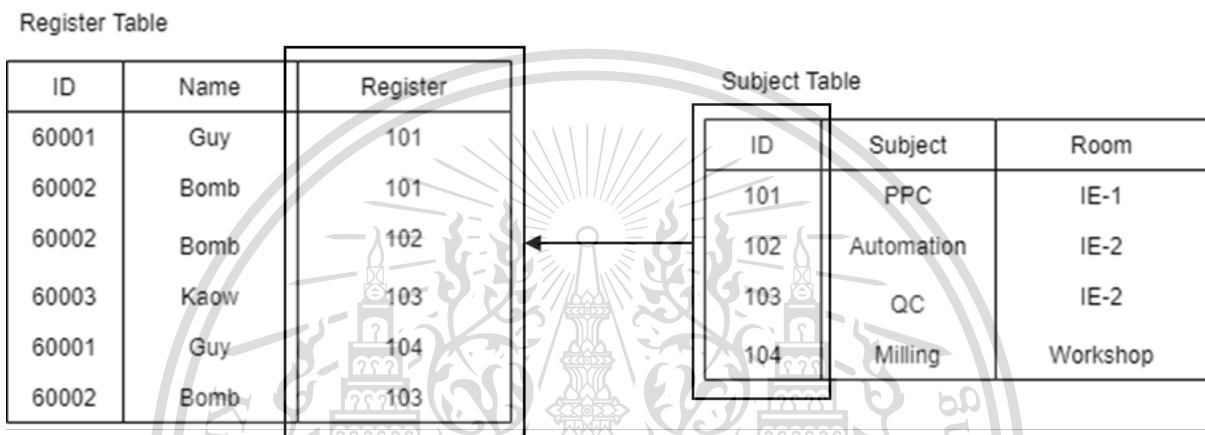 Register Table
ID Name Register
60001 Guy 101
60002 Bomb 101
60002 Bomb 102
60003 Kaow 103
60001 Guy 104
60002 Bomb 103
Subject Table
ID Subject Room
101 PPC IE-1
102 Automation IE-2
103 QC IE-2
104 Milling Workshop